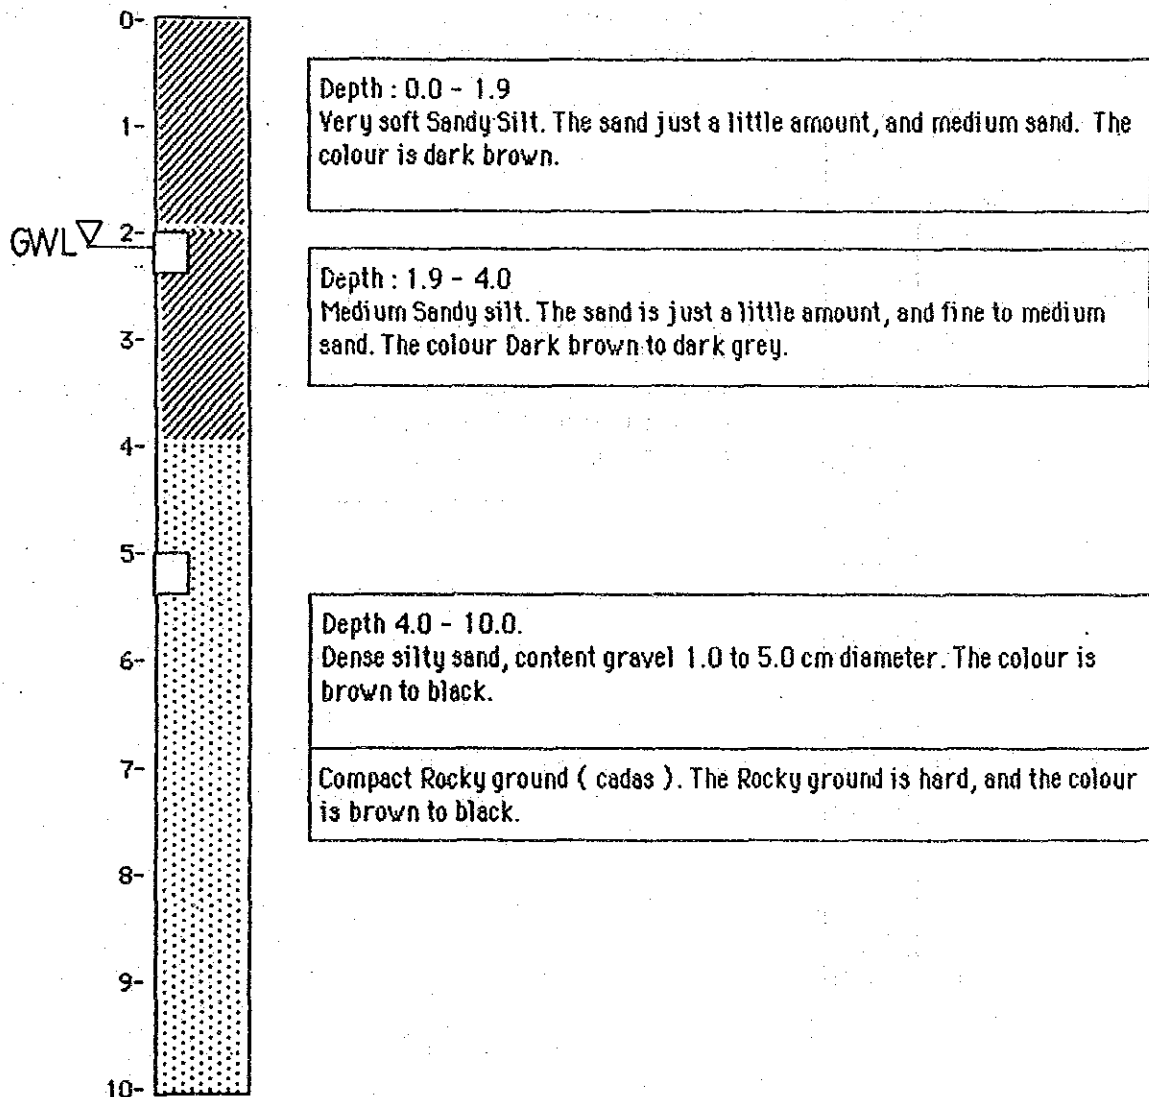 0-
Depth : 0.0 - 1.9
1-
Very soft Sandy Silt. The sand just a little amount, and medium sand. The
colour is dark brown.
GWL
2-
Depth : 1.9 - 4.0
Medium Sandy silt. The sand is just a little amount, and fine to medium
3-
sand. The colour Dark brown to dark grey.
4-
5-
Depth 4.0 - 10.0.
6-
Dense silty sand, content gravel 1.0 to 5.0 cm diameter. The colour is
brown to black.
7-
Compact Rocky ground ( cadas ). The Rocky ground is hard, and the colour
is brown to black.
8-
9-
10-